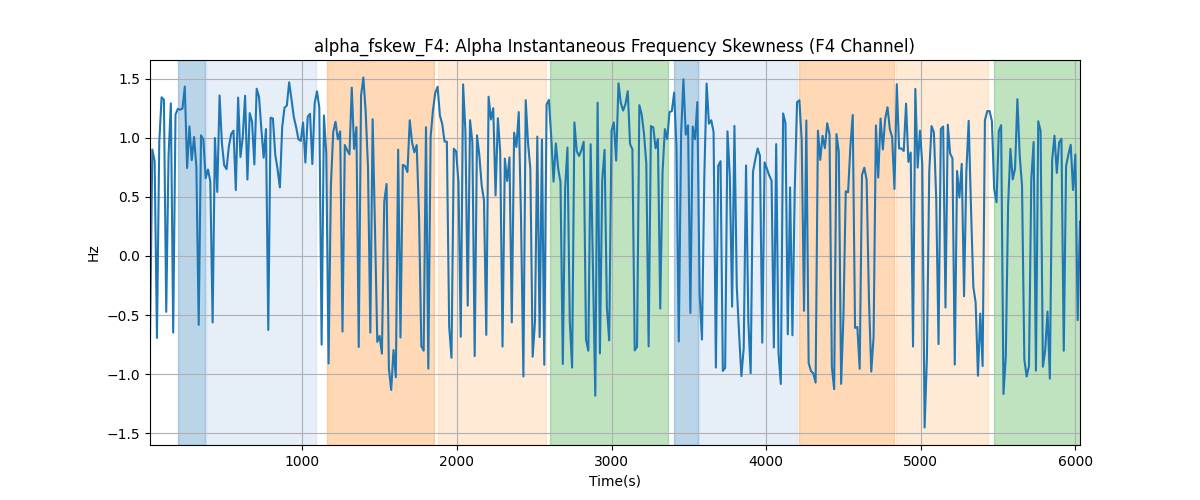 alpha_fskew_F4: Alpha Instantaneous Frequency Skewness (F4 Channel)
1.5
1.0
0.5
0.0
−0.5
−1.0
−1.5
Hz
1000 2000 3000 4000 5000 6000
Time(s)